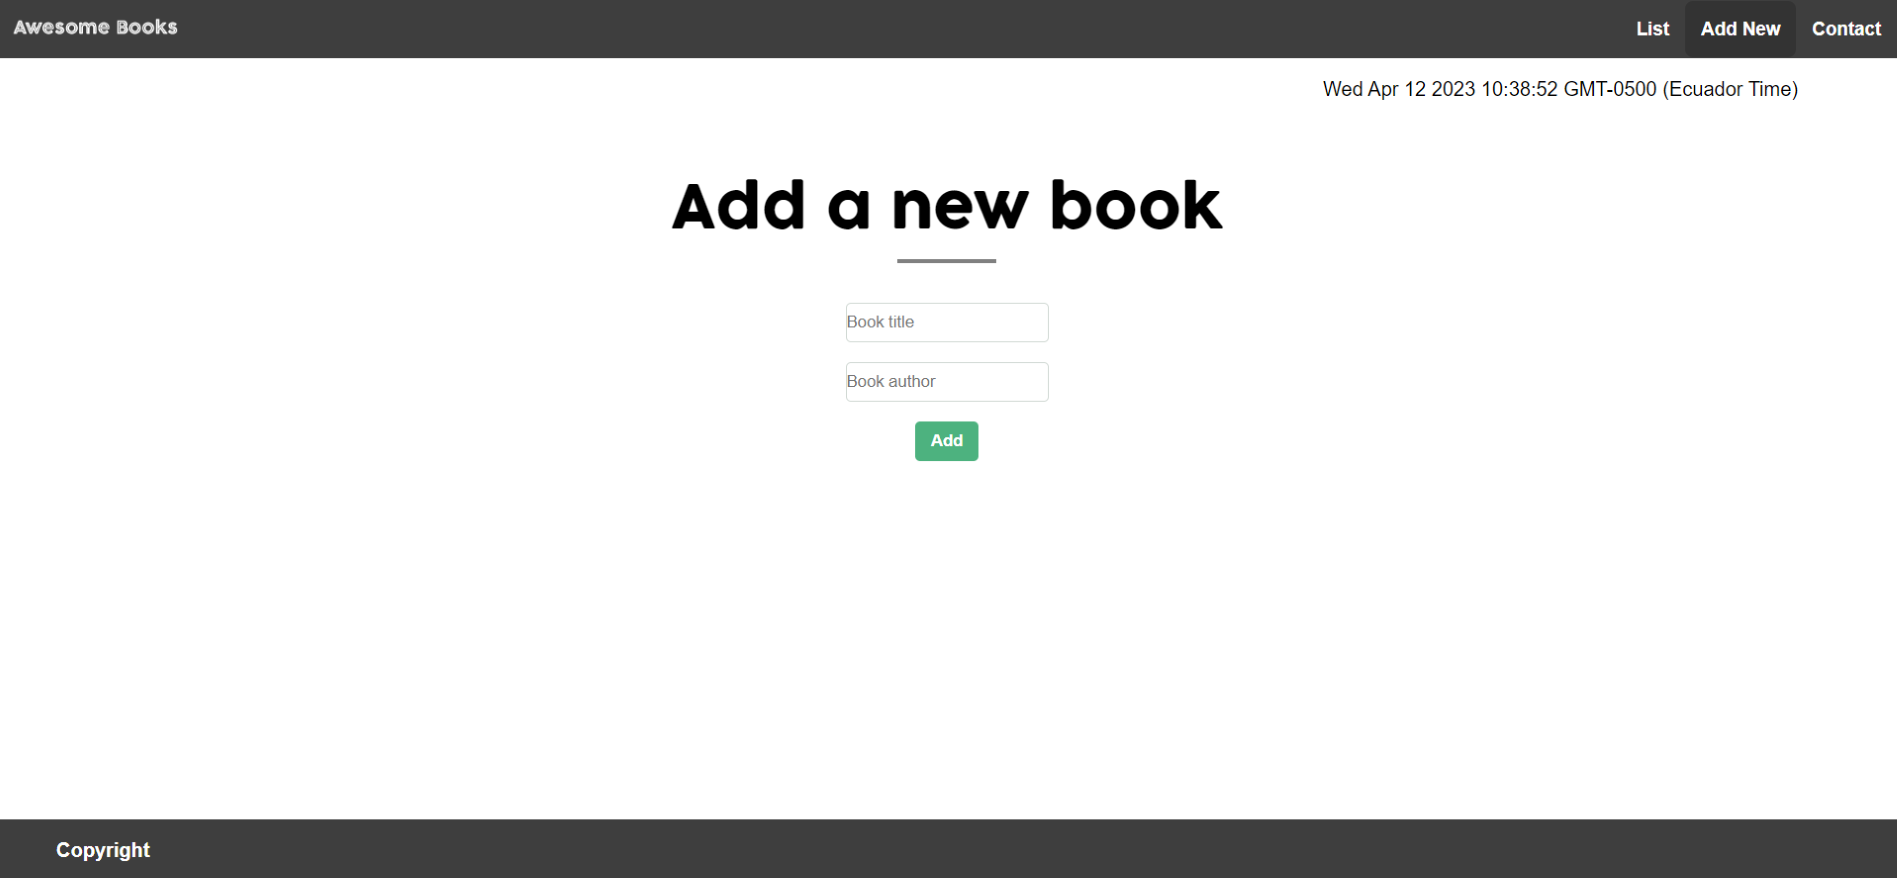 Awesome Books
List Add New Contact
Wed Apr 12 2023 10:38:52 GMT-0500 (Ecuador Time)
Add a new book
Book title
Book author
Add
Copyright